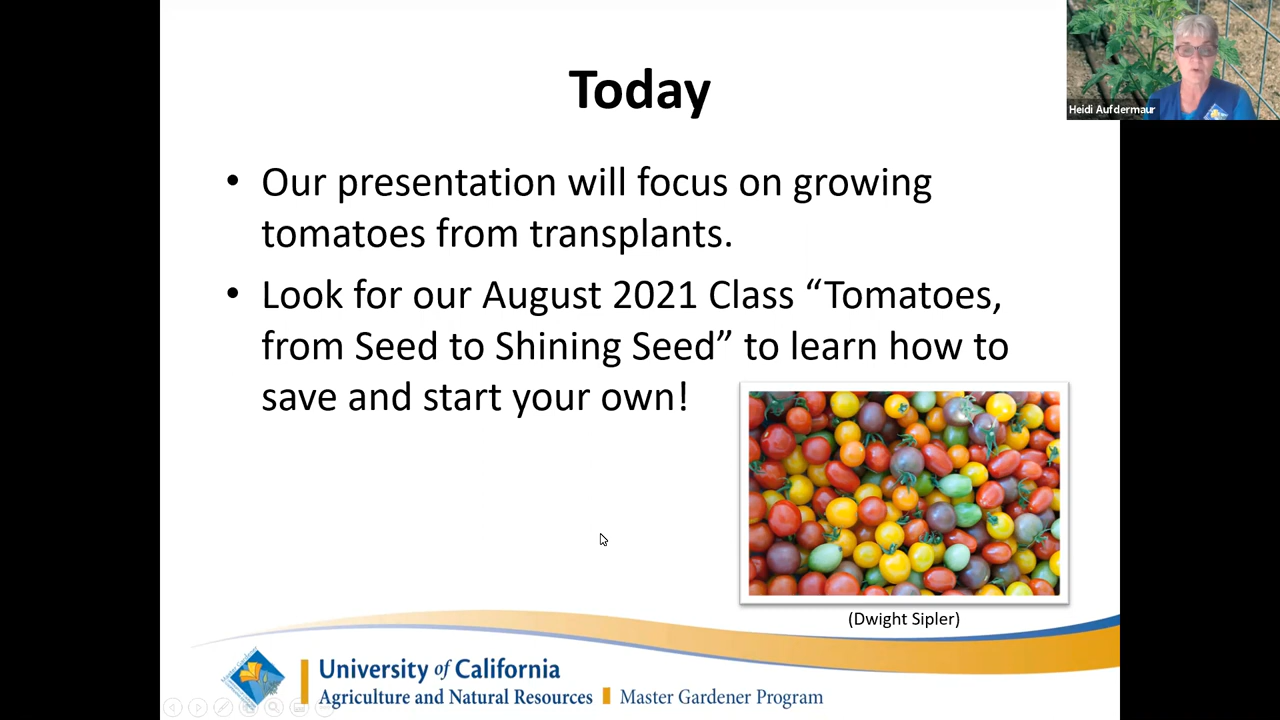 Today
Heidi Aufdermaur
• Our presentation will focus on growing
tomatoes from transplants.
• Look for our August 2021 Class “Tomatoes,
from Seed to Shining Seed” to learn how to
save and start your own!
(Dwight Sipler)
University of California
Agriculture and Natural Resources Master Gardener Program